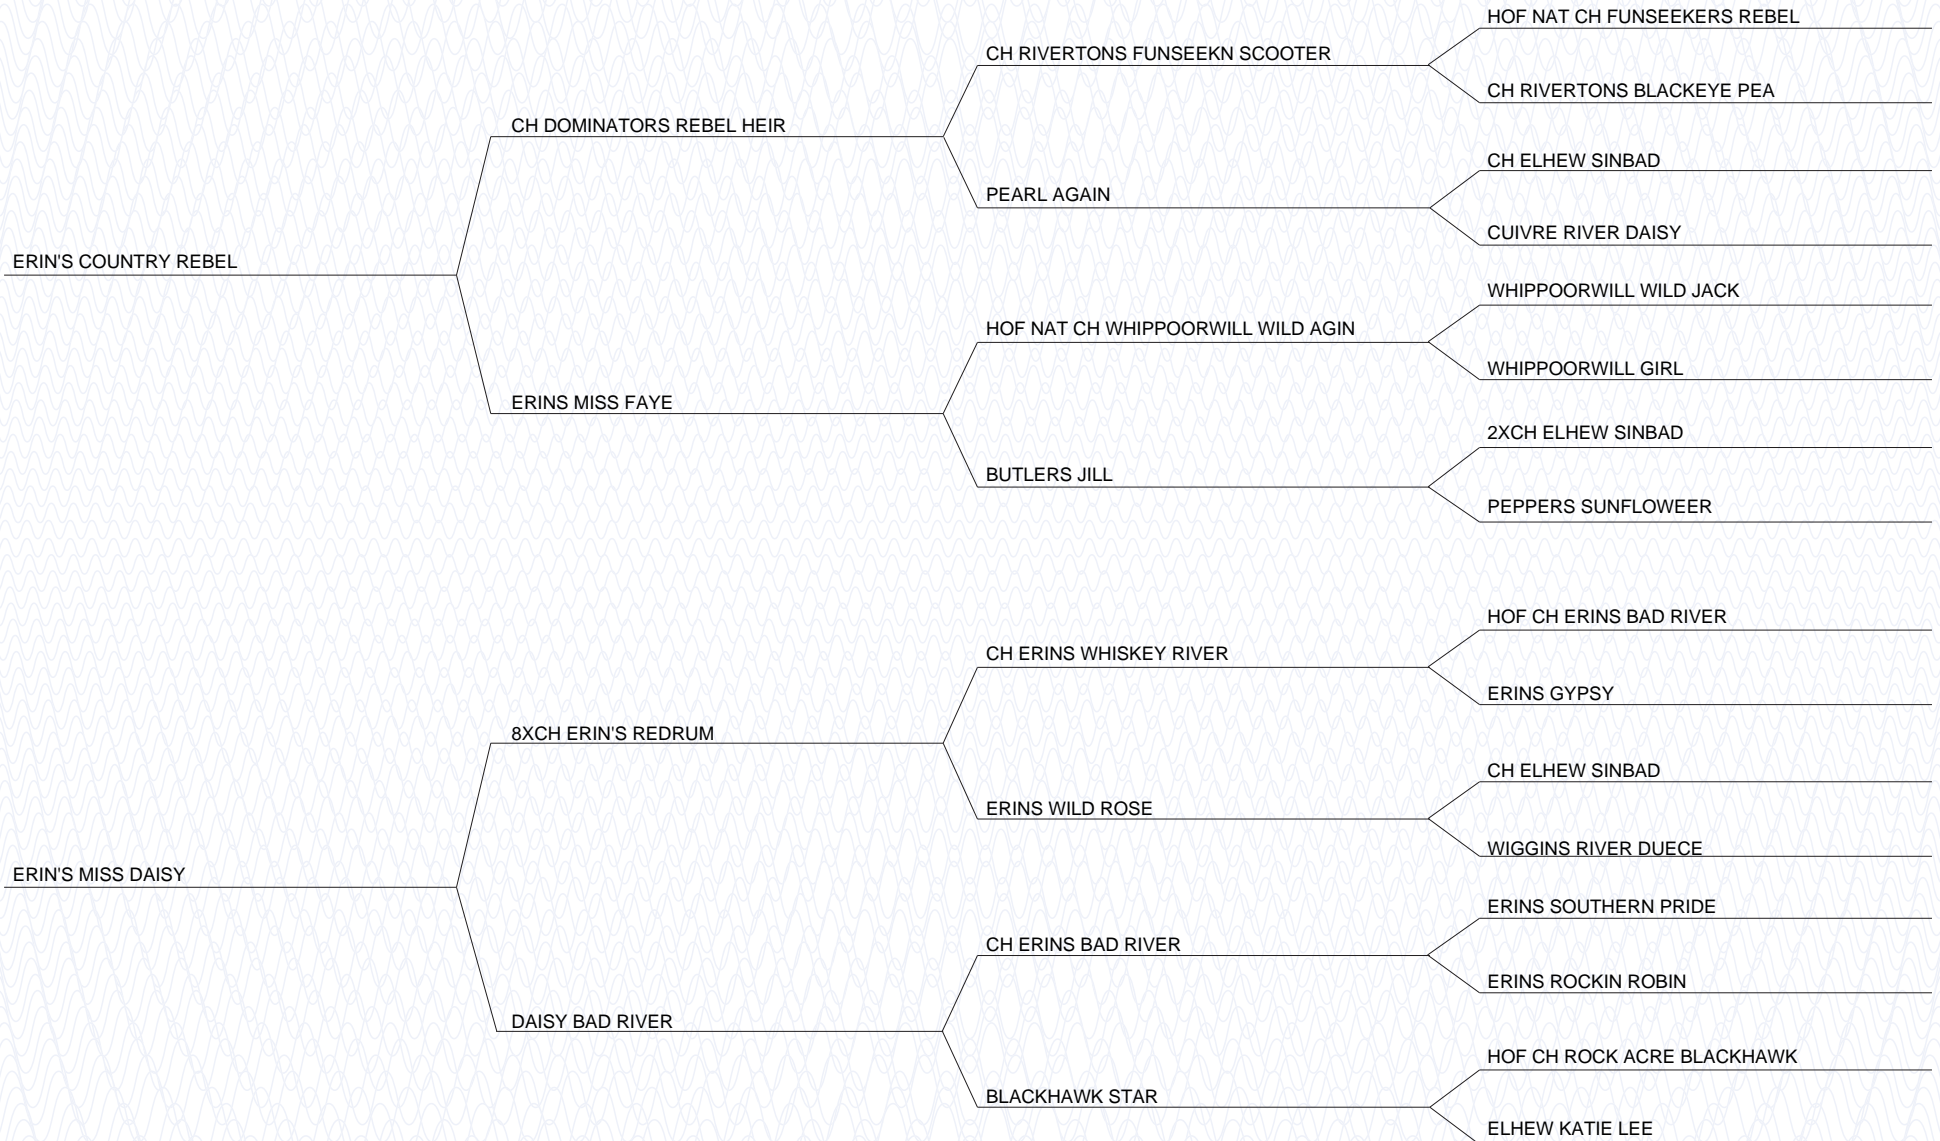 HOF NAT CH FUNSEEKERS REBEL
CH RIVERTONS FUNSEEKN SCOOTER
CH RIVERTONS BLACKEYE PEA
CH DOMINATORS REBEL HEIR
CH ELHEW SINBAD
PEARL AGAIN
CUIVRE RIVER DAISY
ERIN'S COUNTRY REBEL
WHIPPOORWILL WILD JACK
HOF NAT CH WHIPPOORWILL WILD AGIN
WHIPPOORWILL GIRL
ERINS MISS FAYE
2XCH ELHEW SINBAD
BUTLERS JILL
PEPPERS SUNFLOWEER
HOF CH ERINS BAD RIVER
CH ERINS WHISKEY RIVER
ERINS GYPSY
8XCH ERIN'S REDRUM
CH ELHEW SINBAD
ERINS WILD ROSE
WIGGINS RIVER DUECE
ERIN'S MISS DAISY
ERINS SOUTHERN PRIDE
CH ERINS BAD RIVER
ERINS ROCKIN ROBIN
DAISY BAD RIVER
HOF CH ROCK ACRE BLACKHAWK
BLACKHAWK STAR
ELHEW KATIE LEE